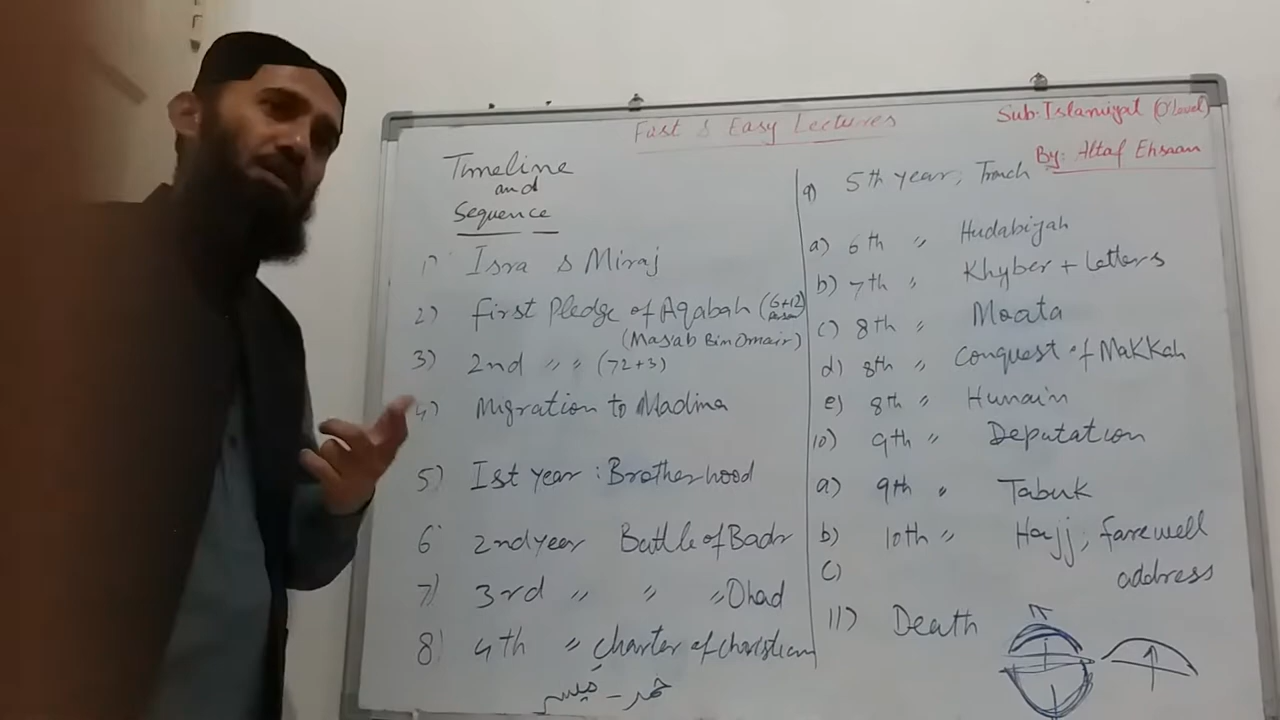 Fast & Easy Lectures
Sub: Islamiyat (O'Level)
By: Altaf Ehsaan
Timeline
and
Sequence
1) Isra & Miraj
2) First Pledge of Aqabah (6+12)
(Masab Bin Omair)
3) 2nd " " (72+3)
4) Migration to Madina
5) Ist year : Brotherhood
6 2nd year Battle of Badr
7) 3rd " " " Ohad
8) 4th " Charter of Christian
خمر - میسر
9) 5th year, Trench
a) 6th " Hudabiyah
b) 7th " Khyber + Letters
c) 8th " Moata
d) 8th " Conquest of Makkah
e) 8th " Hunain
10) 9th " Deputation
a) 9th " Tabuk
b) 10th " Hajj, farewell
address
c)
11) Death